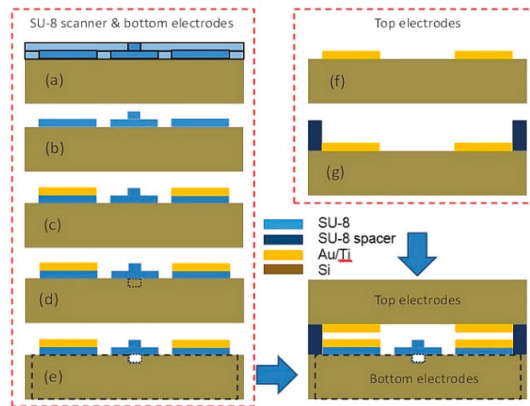 SU-8 scanner & bottom electrodes
(a)
(b)
(c)
(d)
(e)
Top electrodes
(f)
(g)
SU-8
SU-8 spacer
Au/Ti
Si
Top electrodes
Bottom electrodes